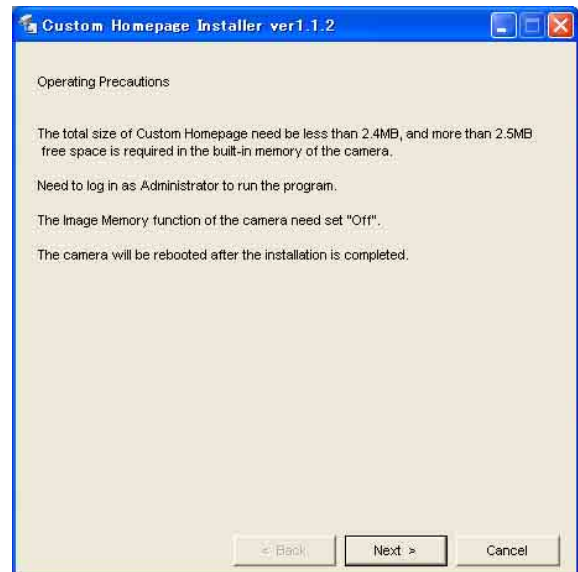 Custom Homepage Installer ver1.1.2
Operating Precautions
The total size of Custom Homepage need be less than 2.4MB, and more than 2.5MB
free space is required in the built-in memory of the camera.
Need to log in as Administrator to run the program.
The Image Memory function of the camera need set "Off".
The camera will be rebooted after the installation is completed.
< Back
Next >
Cancel